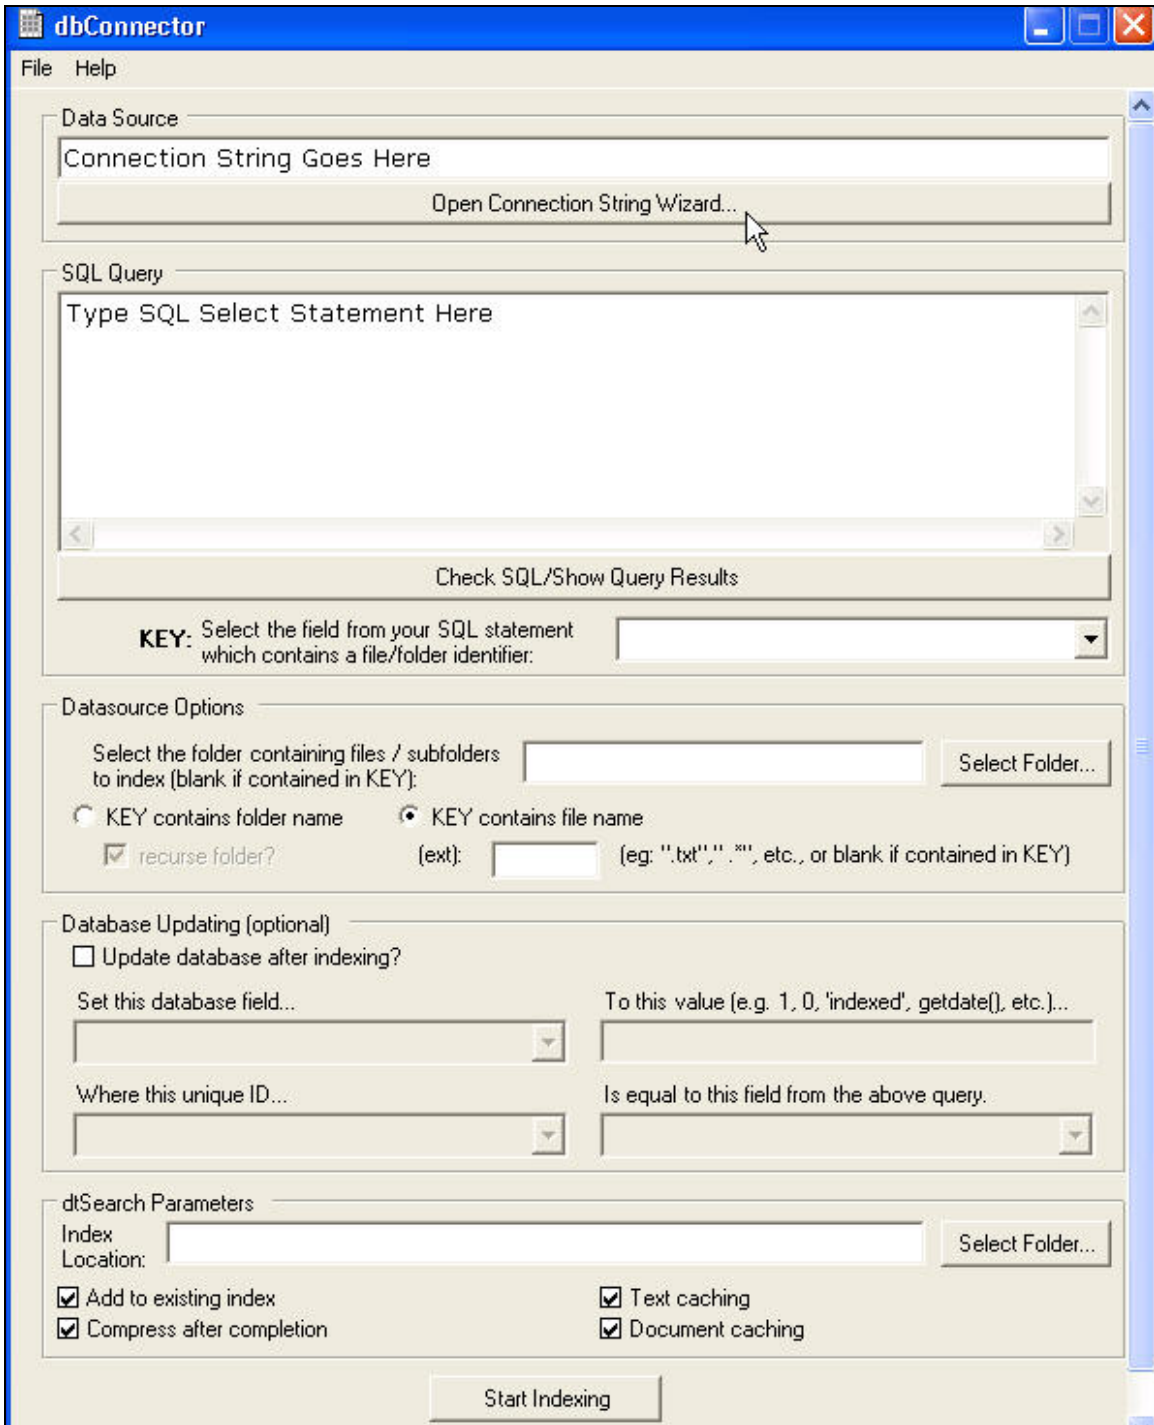 dbConnector
File Help
Data Source
Connection String Goes Here
Open Connection String Wizard...
SQL Query
Type SQL Select Statement Here
Check SQL/Show Query Results
KEY: Select the field from your SQL statement
which contains a file/folder identifier:
Datasource Options
Select the folder containing files / subfolders
to index (blank if contained in KEY):
Select Folder...
KEY contains folder name KEY contains file name
recurse folder? (ext): (eg: ".txt"," .*", etc., or blank if contained in KEY)
Database Updating (optional)
Update database after indexing?
Set this database field... To this value (e.g. 1, 0, 'indexed', getdate(), etc.)...
Where this unique ID... Is equal to this field from the above query.
dtSearch Parameters
Index
Location:
Select Folder...
Add to existing index Text caching
Compress after completion Document caching
Start Indexing